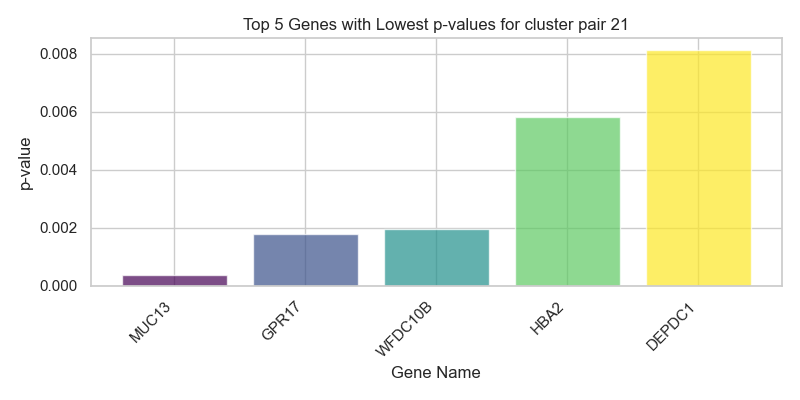 Top 5 Genes with Lowest p-values for cluster pair 21
p-value
0.008
0.006
0.004
0.002
0.000
MUC13
GPR17
WFDC10B
HBA2
DEPDC1
Gene Name